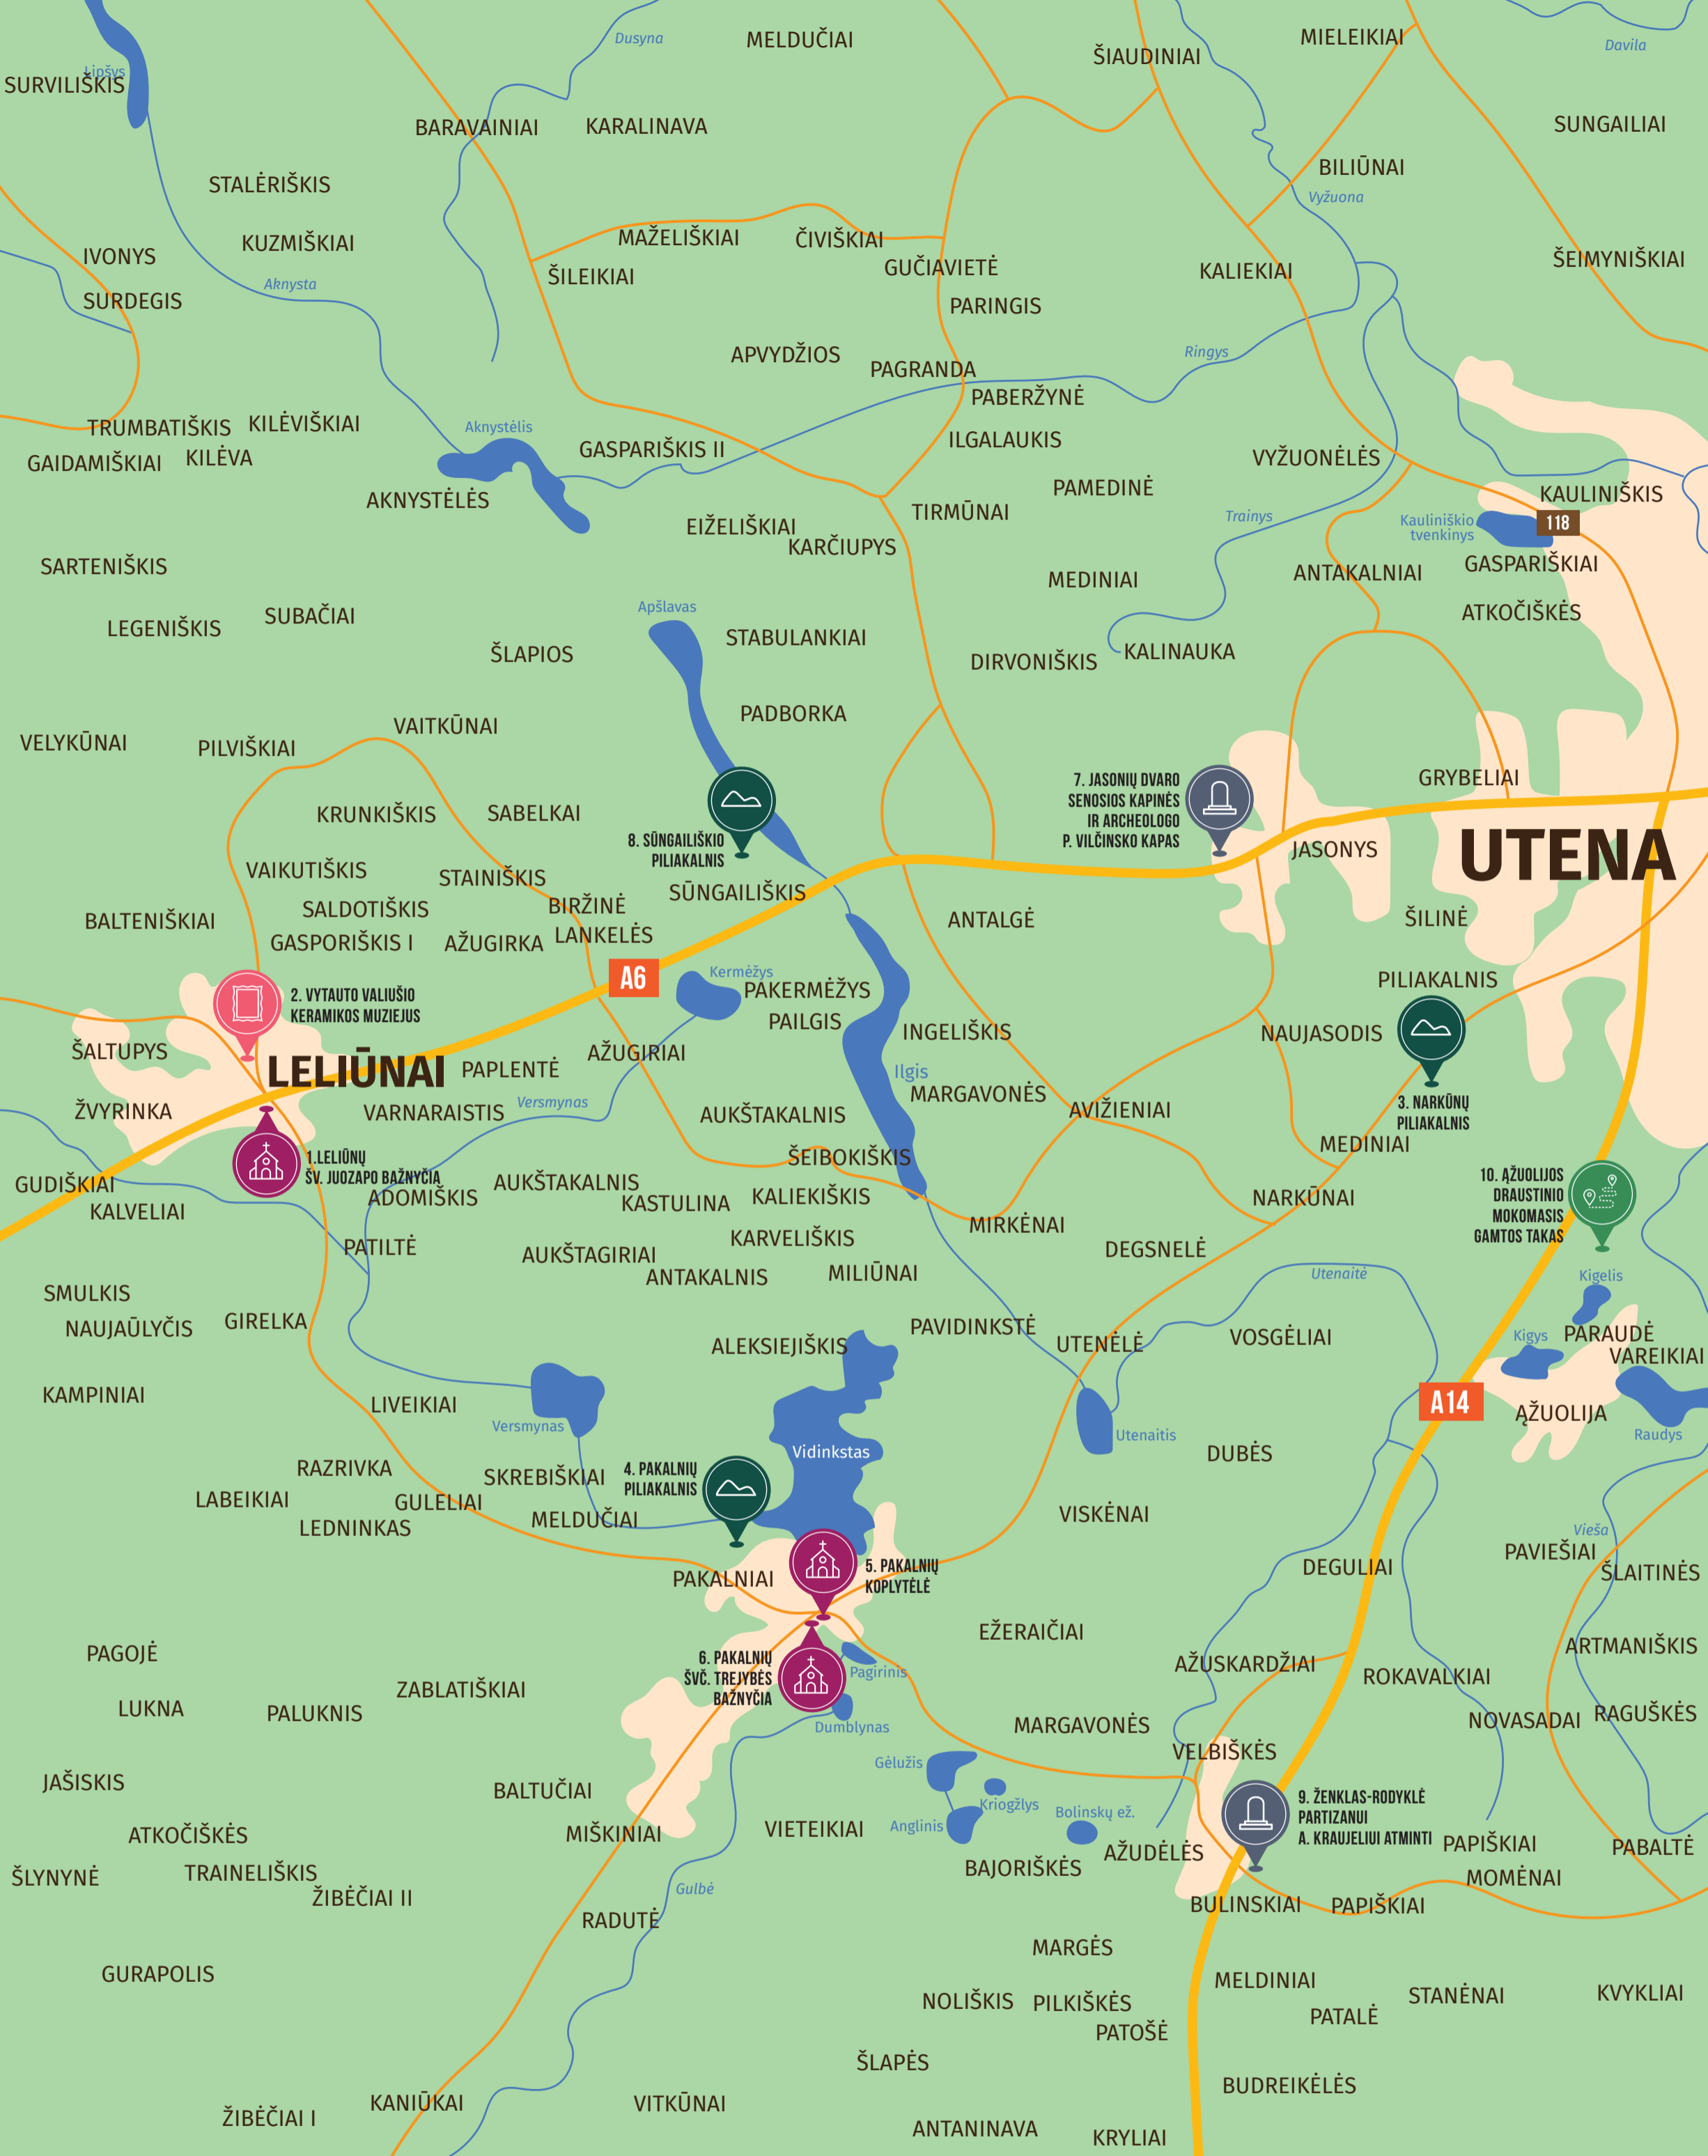 Dusyna
MELDUČIAI
ŠIAUDINIAI
MIELEIKIAI
Davila
Lipšys
SURVILIŠKIS
BARAVAINIAI
KARALINAVA
SUNGAILIAI
BILIŪNAI
STALĖRIŠKIS
Vyžuona
KUZMIŠKIAI
MAŽELIŠKIAI
ČIVIŠKIAI
IVONYS
GUČIAVIETĖ
KALIEKIAI
ŠEIMYNIŠKIAI
Aknysta
ŠILEIKIAI
SURDEGIS
PARINGIS
APVYDŽIOS
Ringys
PAGRANDA
PABERŽYNĖ
TRUMBATIŠKIS
KILĖVIŠKIAI
Aknystėlis
ILGALAUKIS
GAIDAMIŠKIAI
KILĖVA
GASPARIŠKIS II
VYŽUONĖLĖS
AKNYSTĖLĖS
PAMEDINĖ
KAULINIŠKIS
TIRMŪNAI
Trainys
Kauliniškio
tvenkinys
118
EIŽELIŠKIAI
KARČIUPYS
SARTENIŠKIS
MEDINIAI
ANTAKALNIAI
GASPARIŠKIAI
Apšlavas
ATKOČIŠKĖS
LEGENIŠKIS
SUBAČIAI
STABULANKIAI
ŠLAPIOS
DIRVONIŠKIS
KALINAUKA
PADBORKA
VAITKŪNAI
VELYKŪNAI
PILVIŠKIAI
GRYBELIAI
7. JASONIŲ DVARO
SENOSIOS KAPINĖS
IR ARCHEOLOGO
P. VILČINSKO KAPAS
KRUNKIŠKIS
SABELKAI
8. SŪNGAILIŠKIO
PILIAKALNIS
JASONYS
UTENA
VAIKUTIŠKIS
STAINIŠKIS
SŪNGAILIŠKIS
BALTENIŠKIAI
SALDOTIŠKIS
BIRŽINĖ
ANTALGĖ
ŠILINĖ
GASPORIŠKIS I
AŽUGIRKA
LANKELĖS
A6
Kermėžys
PAKERMĖŽYS
PILIAKALNIS
2. VYTAUTO VALIUŠIO
KERAMIKOS MUZIEJUS
PAILGIS
INGELIŠKIS
NAUJASODIS
ŠALTUPYS
LELIŪNAI
PAPLENTĖ
AŽUGIRIAI
Ilgis
MARGAVONĖS
ŽVYRINKA
VARNARAISTIS
Versmynas
AUKŠTAKALNIS
AVIŽIENIAI
3. NARKŪNŲ
PILIAKALNIS
MEDINIAI
1.LELIŪNŲ
ŠV. JUOZAPO BAŽNYČIA
ŠEIBOKIŠKIS
10. ĄŽUOLIJOS
DRAUSTINIO
MOKOMASIS
GAMTOS TAKAS
GUDIŠKIAI
ADOMIŠKIS
AUKŠTAKALNIS
KASTULINA
KALIEKIŠKIS
NARKŪNAI
KALVELIAI
MIRKĖNAI
PATILTĖ
AUKŠTAGIRIAI
KARVELIŠKIS
DEGSNELĖ
ANTAKALNIS
MILIŪNAI
Utenaitė
Kigelis
SMULKIS
NAUJAŪLYČIS
GIRELKA
ALEKSIEJIŠKIS
PAVIDINKSTĖ
UTENĖLĖ
VOSGĖLIAI
Kigys
PARAUDĖ
VAREIKIAI
KAMPINIAI
LIVEIKIAI
A14
ĄŽUOLIJA
Versmynas
Vidinkstas
Utenaitis
Raudys
DUBĖS
RAZRIVKA
SKREBIŠKIAI
4. PAKALNIŲ
PILIAKALNIS
LABEIKIAI
GULELIAI
LEDNINKAS
MELDUČIAI
VISKĖNAI
Vieša
PAVIEŠIAI
ŠLAITINĖS
PAKALNIAI
5. PAKALNIŲ
KOPLYTĖLĖ
DEGULIAI
EŽERAIČIAI
PAGOJĖ
6. PAKALNIŲ
ŠVČ. TREJYBĖS
BAŽNYČIA
Pagirinis
AŽUSKARDŽIAI
ROKAVALKIAI
ARTMANIŠKIS
LUKNA
PALUKNIS
ZABLATIŠKIAI
Dumblynas
MARGAVONĖS
NOVASADAI
RAGUŠKĖS
Gėlužis
VELBIŠKĖS
JAŠISKIS
BALTUČIAI
Kriogžlys
Anglinis
Bolinskų ež.
9. ŽENKLAS-RODYKLĖ
PARTIZANUI
A. KRAUJELIUI ATMINTI
ATKOČIŠKĖS
MIŠKINIAI
VIETEIKIAI
AŽUDĖLĖS
PAPIŠKIAI
PABALTĖ
ŠLYNYNĖ
TRAINELIŠKIS
BAJORIŠKĖS
MOMĖNAI
ŽIBĖČIAI II
Gulbė
BULINSKIAI
PAPIŠKIAI
RADUTĖ
MARGĖS
GURAPOLIS
MELDINIAI
STANĖNAI
KVYKLIAI
NOLIŠKIS
PILKIŠKĖS
PATALĖ
PATOŠĖ
ŠLAPĖS
BUDREIKĖLĖS
ŽIBĖČIAI I
KANIŪKAI
VITKŪNAI
ANTANINAVA
KRYLIAI